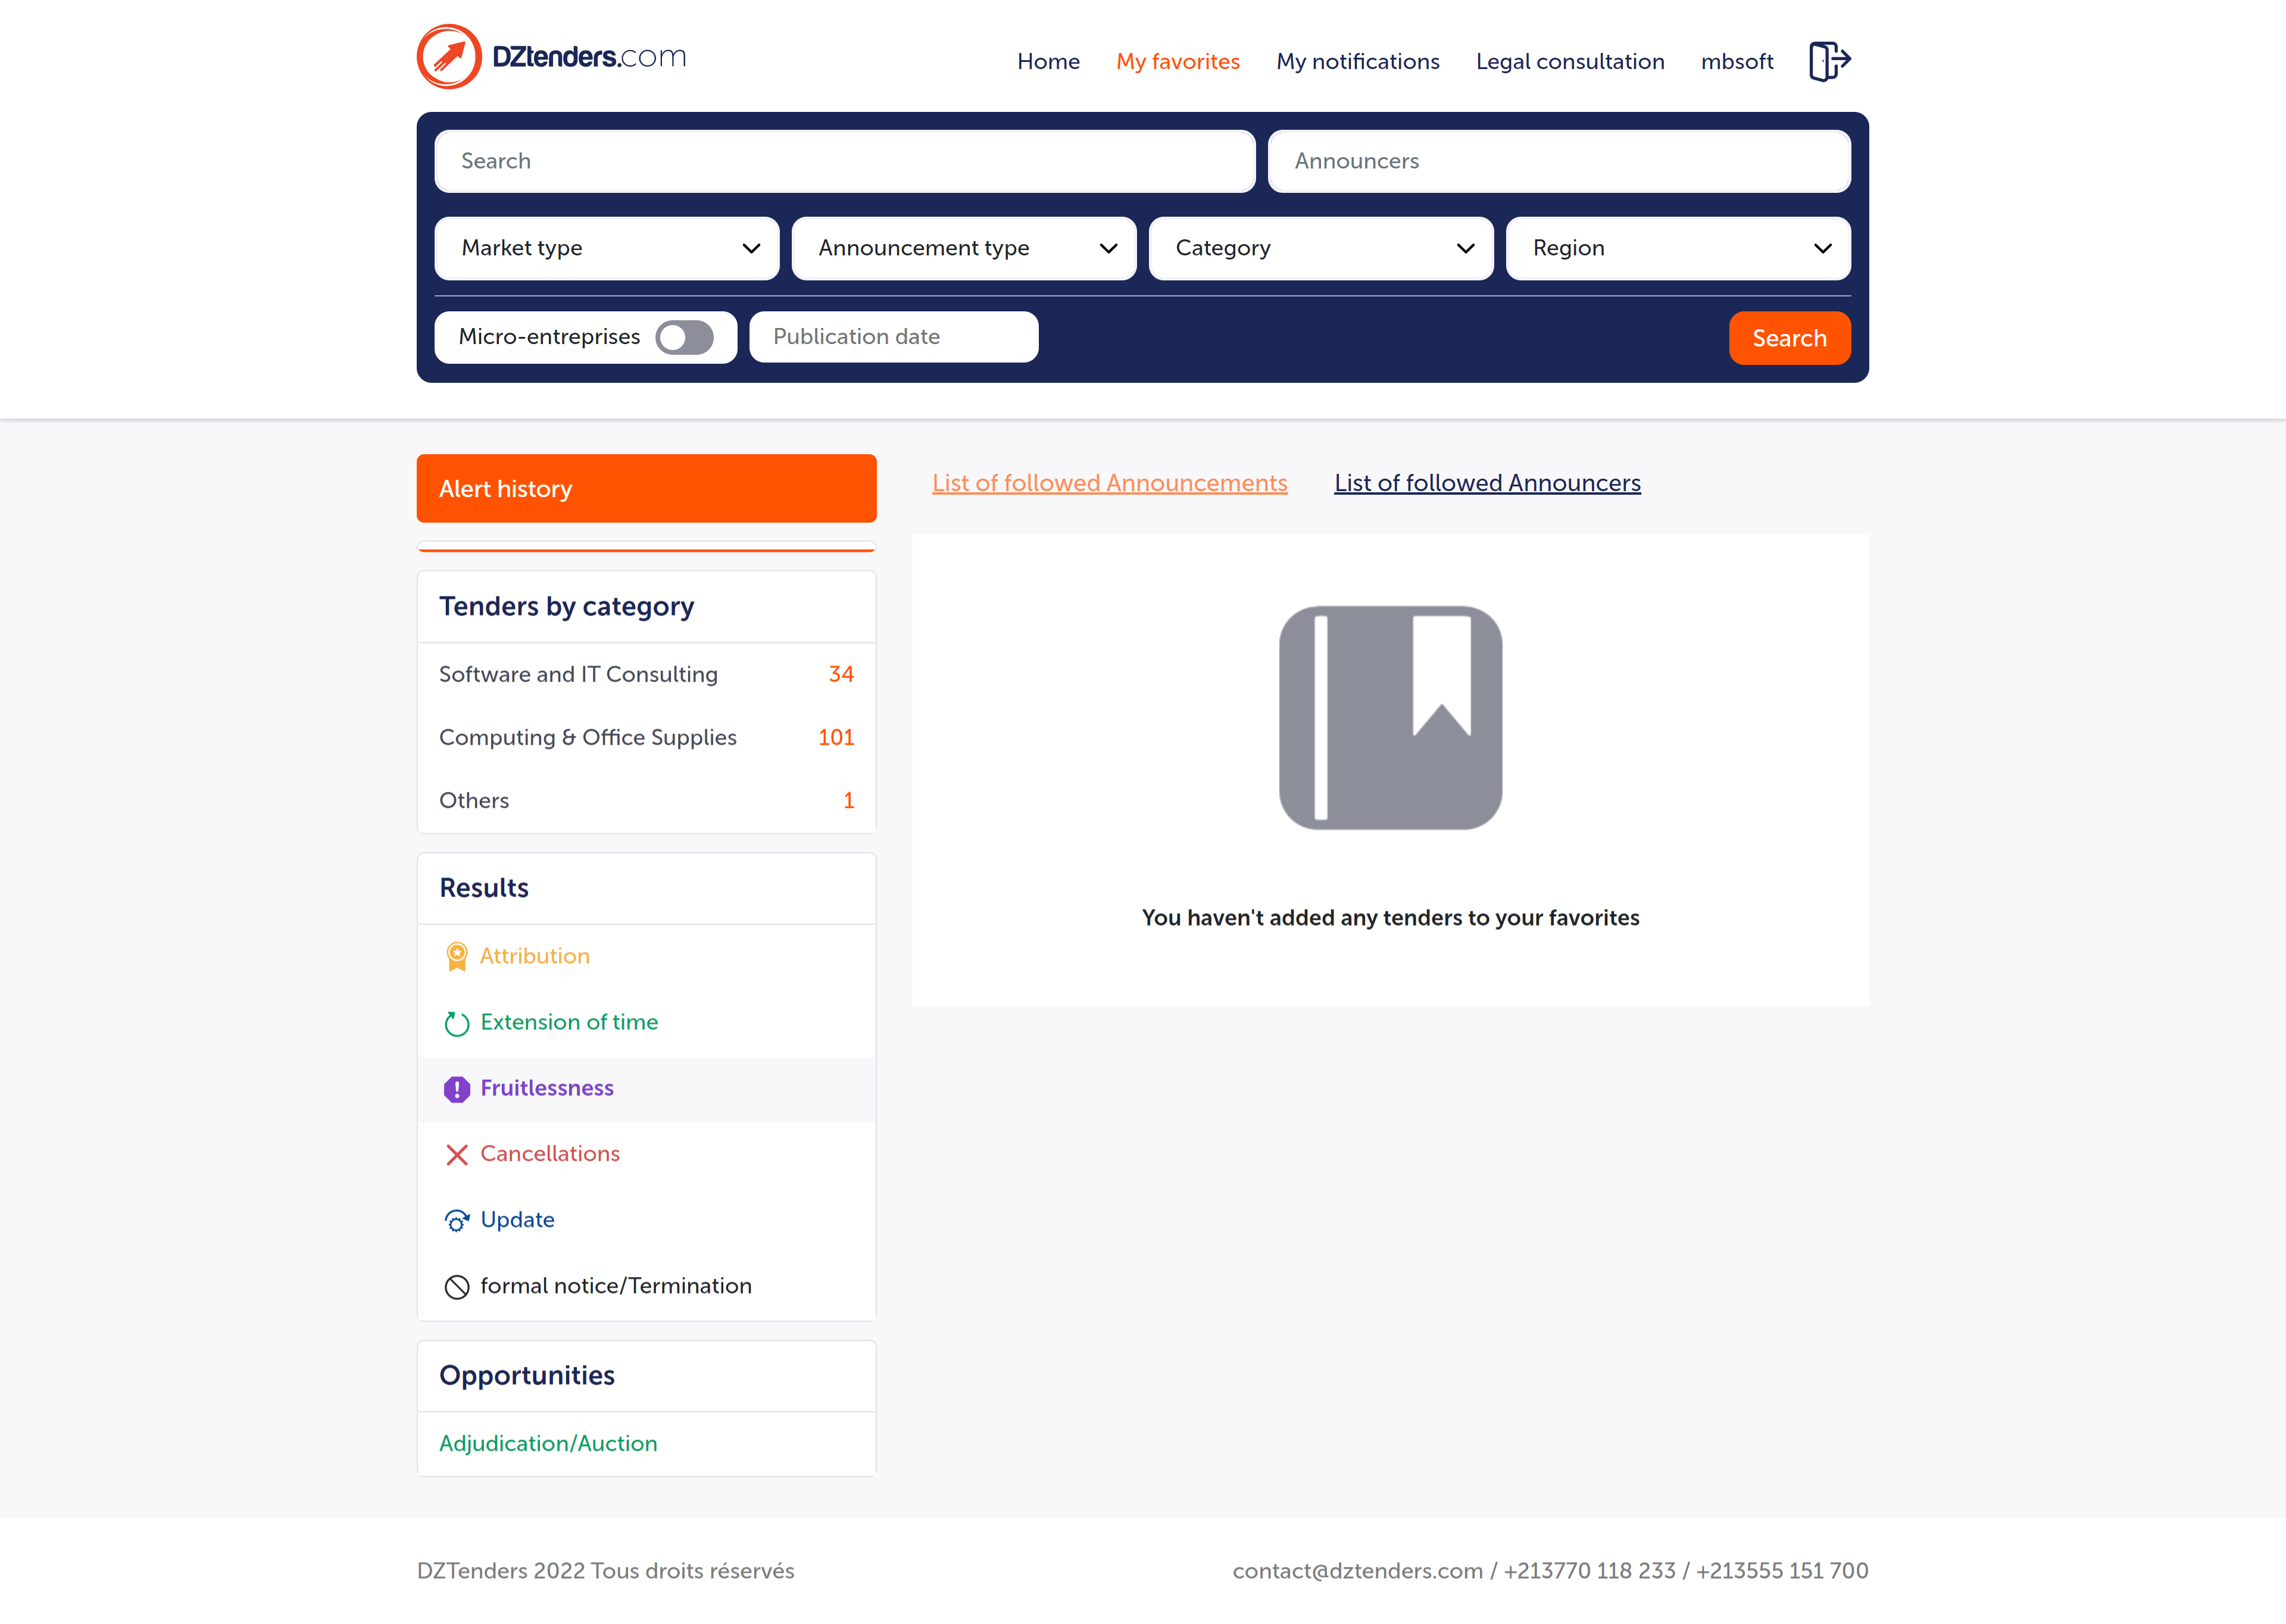 DZtenders.com
Home My favorites My notifications Legal consultation mbsoft
Search Announcers
Market type Announcement type Category Region
Micro-entreprises Publication date Search
Alert history
List of followed Announcements List of followed Announcers
Tenders by category
Software and IT Consulting 34
Computing & Office Supplies 101
Others 1
You haven't added any tenders to your favorites
Results
Attribution
Extension of time
Fruitlessness
Cancellations
Update
formal notice/Termination
Opportunities
Adjudication/Auction
DZTenders 2022 Tous droits réservés contact@dztenders.com / +213770 118 233 / +213555 151 700